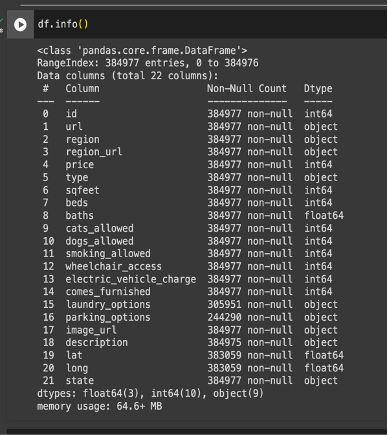 df.info()
<class 'pandas.core.frame.DataFrame'>
RangeIndex: 384977 entries, 0 to 384976
Data columns (total 22 columns):
 #   Column                   Non-Null Count   Dtype
---  ------                   --------------   -----
 0   id                       384977 non-null  int64
 1   url                      384977 non-null  object
 2   region                   384977 non-null  object
 3   region_url               384977 non-null  object
 4   price                    384977 non-null  int64
 5   type                     384977 non-null  object
 6   sqfeet                   384977 non-null  int64
 7   beds                     384977 non-null  int64
 8   baths                    384977 non-null  float64
 9   cats_allowed             384977 non-null  int64
 10  dogs_allowed             384977 non-null  int64
 11  smoking_allowed          384977 non-null  int64
 12  wheelchair_access        384977 non-null  int64
 13  electric_vehicle_charge  384977 non-null  int64
 14  comes_furnished          384977 non-null  int64
 15  laundry_options          305951 non-null  object
 16  parking_options          244290 non-null  object
 17  image_url                384977 non-null  object
 18  description              384975 non-null  object
 19  lat                      383059 non-null  float64
 20  long                     383059 non-null  float64
 21  state                    384977 non-null  object
dtypes: float64(3), int64(10), object(9)
memory usage: 64.6+ MB